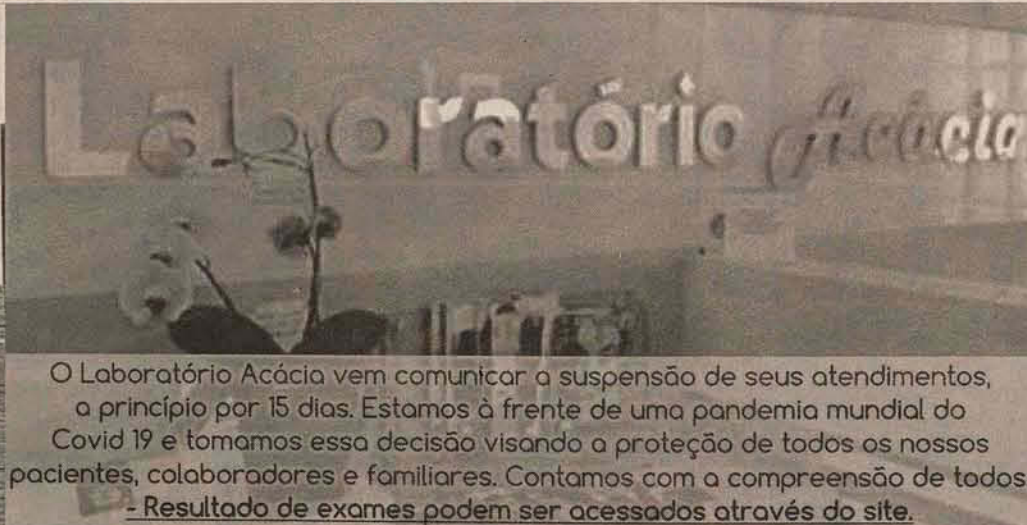 Laboratório Acácia
O Laboratório Acácia vem comunicar a suspensão de seus atendimentos,
a princípio por 15 dias. Estamos à frente de uma pandemia mundial do
Covid 19 e tomamos essa decisão visando a proteção de todos os nossos
pacientes, colaboradores e familiares. Contamos com a compreensão de todos
- Resultado de exames podem ser acessados através do site.